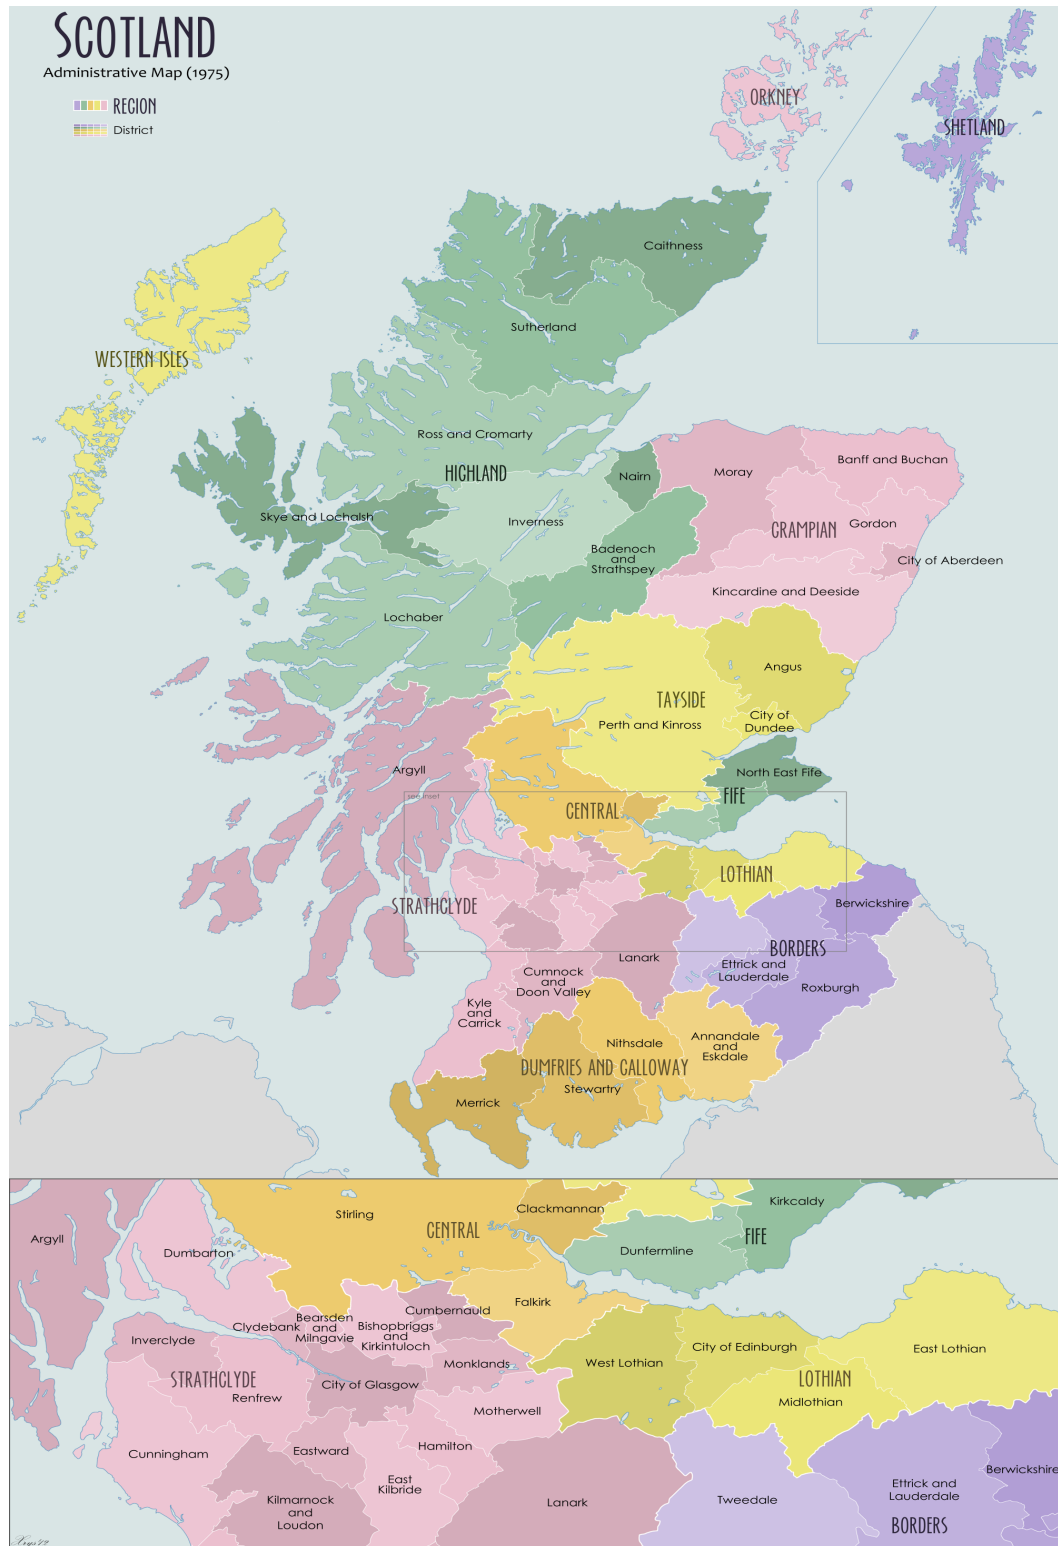 SCOTLAND
Administrative Map (1975)
REGION
District
ORKNEY
SHETLAND
Caithness
Sutherland
WESTERN ISLES
Ross and Cromarty
HIGHLAND
Nairn
Moray
Banff and Buchan
Skye and Lochalsh
Inverness
GRAMPIAN
Gordon
Badenoch
and
Strathspey
City of Aberdeen
Kincardine and Deeside
Lochaber
Angus
TAYSIDE
Perth and Kinross
City of
Dundee
Argyll
North East Fife
see inset
FIFE
CENTRAL
LOTHIAN
STRATHCLYDE
Berwickshire
BORDERS
Lanark
Ettrick and
Lauderdale
Cumnock
and
Doon Valley
Roxburgh
Kyle
and
Carrick
Nithsdale
Annandale
and
Eskdale
DUMFRIES AND GALLOWAY
Stewartry
Merrick
Argyll
Dumbarton
Stirling
CENTRAL
Clackmannan
Kirkcaldy
FIFE
Dunfermline
Falkirk
Cumbernauld
Clydebank
Bearsden
and
Milngavie
Bishopbriggs
and
Kirkintuloch
Inverclyde
Monklands
West Lothian
City of Edinburgh
East Lothian
STRATHCLYDE
Renfrew
City of Glasgow
LOTHIAN
Midlothian
Motherwell
Cunningham
Eastward
Hamilton
East
Kilbride
Berwickshire
Kilmarnock
and
Loudon
Lanark
Tweedale
Ettrick and
Lauderdale
BORDERS